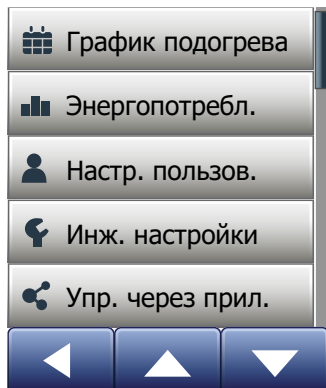 График подогрева
Энергопотребл.
Настр. пользов.
Инж. настройки
Упр. через прил.